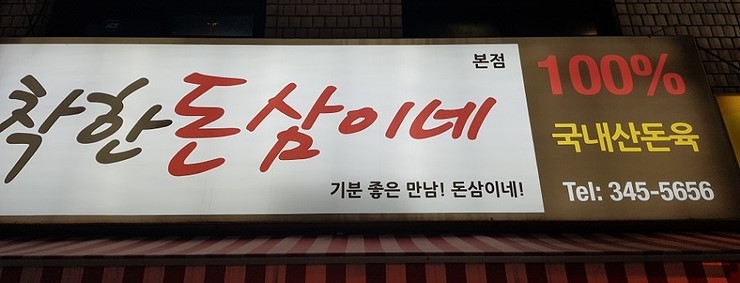 착한돈삼이네
본점
기분 좋은 만남! 돈삼이네!
100%
국내산돈육
Tel: 345-5656